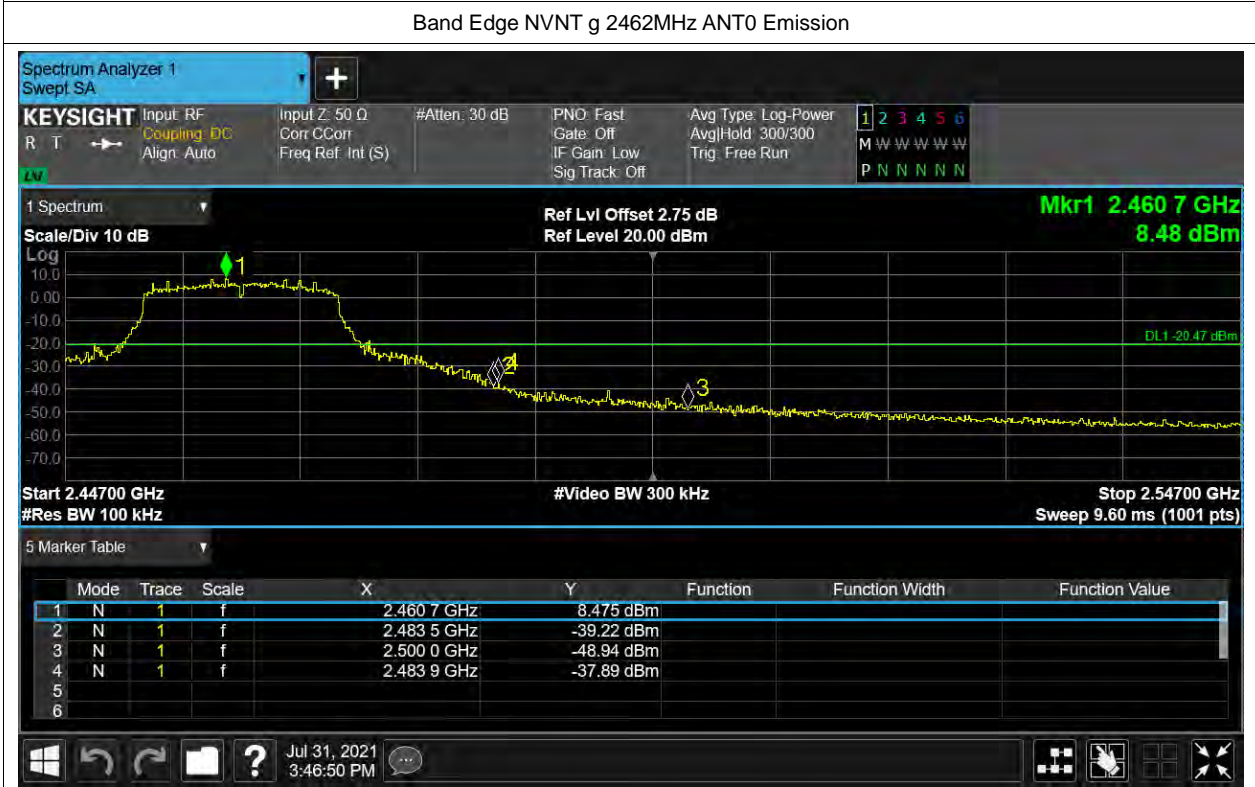 Band Edge NVNT g 2462MHz ANT0 Emission
Spectrum Analyzer 1
Swept SA
+
KEYSIGHT
R T
Input: RF
Coupling: DC
Align: Auto
Input Z: 50 Ω
Corr CCorr
Freq Ref: Int (S)
#Atten: 30 dB
PNO: Fast
Gate: Off
IF Gain: Low
Sig Track: Off
Avg Type: Log-Power
Avg|Hold: 300/300
Trig: Free Run
1 2 3 4 5 6
M W W W W W
P N N N N N
1 Spectrum
Scale/Div 10 dB
Ref Lvl Offset 2.75 dB
Ref Level 20.00 dBm
Mkr1 2.460 7 GHz
8.48 dBm
Log
10.0
0.00
-10.0
-20.0
-30.0
-40.0
-50.0
-60.0
-70.0
1
2
4
3
DL1 -20.47 dBm
Start 2.44700 GHz
#Res BW 100 kHz
#Video BW 300 kHz
Stop 2.54700 GHz
Sweep 9.60 ms (1001 pts)
5 Marker Table
Mode Trace Scale X Y Function Function Width Function Value
1 N 1 f 2.460 7 GHz 8.475 dBm
2 N 1 f 2.483 5 GHz -39.22 dBm
3 N 1 f 2.500 0 GHz -48.94 dBm
4 N 1 f 2.483 9 GHz -37.89 dBm
5
6
?
Jul 31, 2021
3:46:50 PM